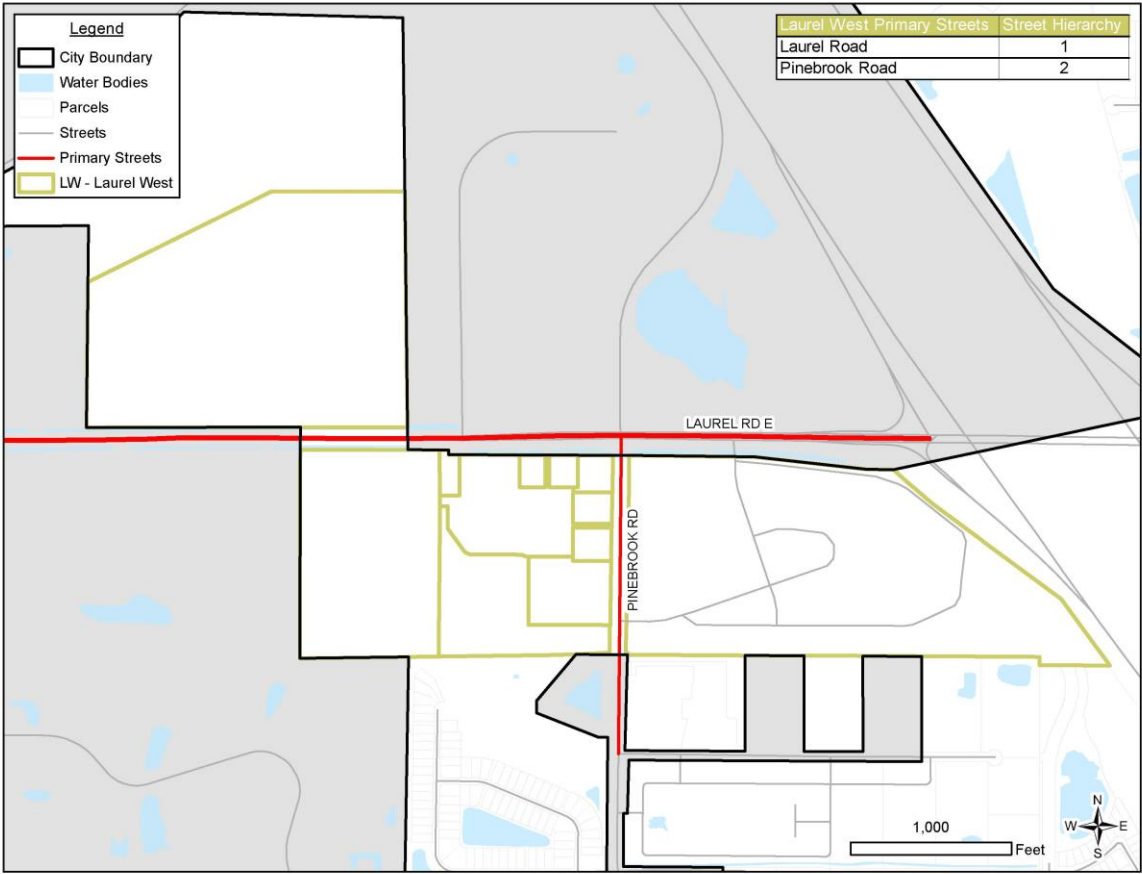 Legend
City Boundary
Water Bodies
Parcels
Streets
Primary Streets
LW - Laurel West
Laurel West Primary Streets Street Hierarchy
Laurel Road 1
Pinebrook Road 2
LAUREL RD E
PINEBROOK RD
1,000
Feet
N
W E
S